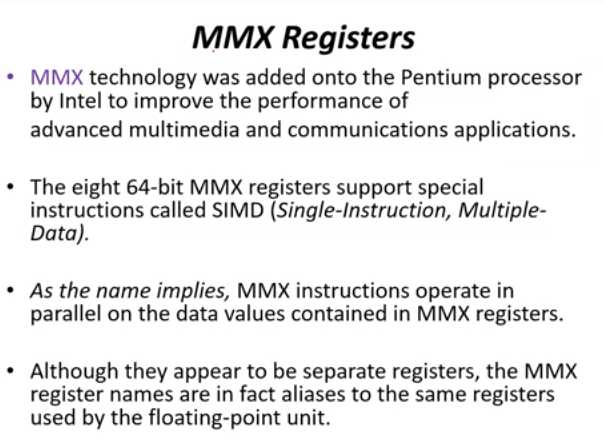 MMX Registers
• MMX technology was added onto the Pentium processor
by Intel to improve the performance of
advanced multimedia and communications applications.
• The eight 64-bit MMX registers support special
instructions called SIMD (Single-Instruction, Multiple-
Data).
• As the name implies, MMX instructions operate in
parallel on the data values contained in MMX registers.
• Although they appear to be separate registers, the MMX
register names are in fact aliases to the same registers
used by the floating-point unit.